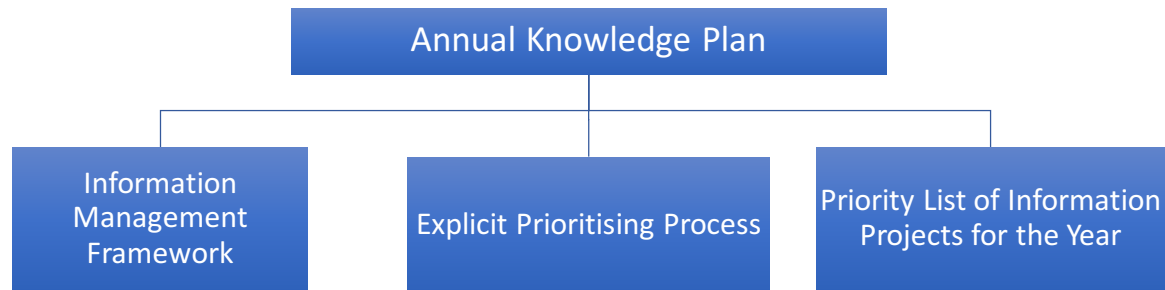 Annual Knowledge Plan
Information
Management
Framework
Explicit Prioritising Process
Priority List of Information
Projects for the Year